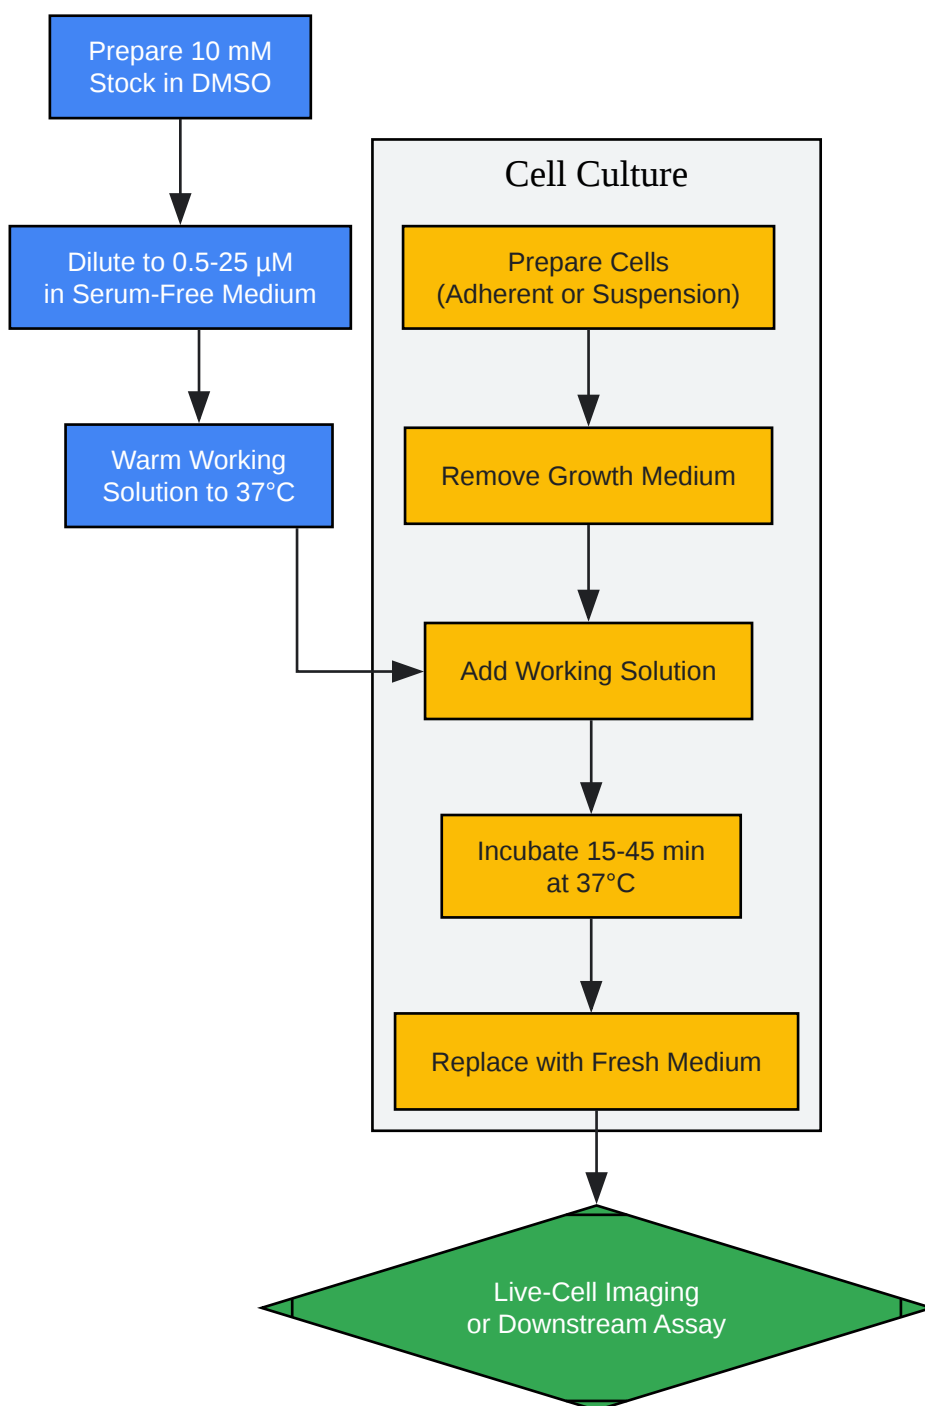 Prepare 10 mM
Stock in DMSO
Dilute to 0.5-25 µM
in Serum-Free Medium
Warm Working
Solution to 37°C
Cell Culture
Prepare Cells
(Adherent or Suspension)
Remove Growth Medium
Add Working Solution
Incubate 15-45 min
at 37°C
Replace with Fresh Medium
Live-Cell Imaging
or Downstream Assay